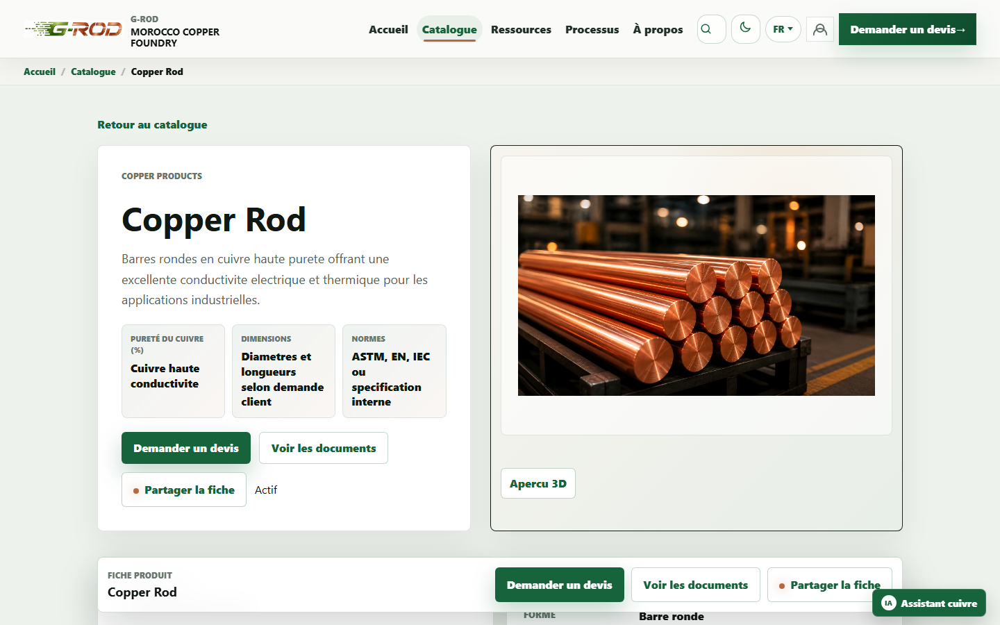 G-ROD
G-ROD
MOROCCO COPPER
FOUNDRY
Accueil
Catalogue
Ressources
Processus
À propos
FR
Demander un devis→
Accueil / Catalogue / Copper Rod
Retour au catalogue
COPPER PRODUCTS
Copper Rod
Barres rondes en cuivre haute purete offrant une
excellente conductivite electrique et thermique pour les
applications industrielles.
PURETÉ DU CUIVRE
(%)
Cuivre haute
conductivite
DIMENSIONS
Diametres et
longueurs
selon demande
client
NORMES
ASTM, EN, IEC
ou
specification
interne
Demander un devis
Voir les documents
Partager la fiche
Actif
Apercu 3D
FICHE PRODUIT
Copper Rod
Demander un devis
Voir les documents
Partager la fiche
IA Assistant cuivre
FORME
Barre ronde